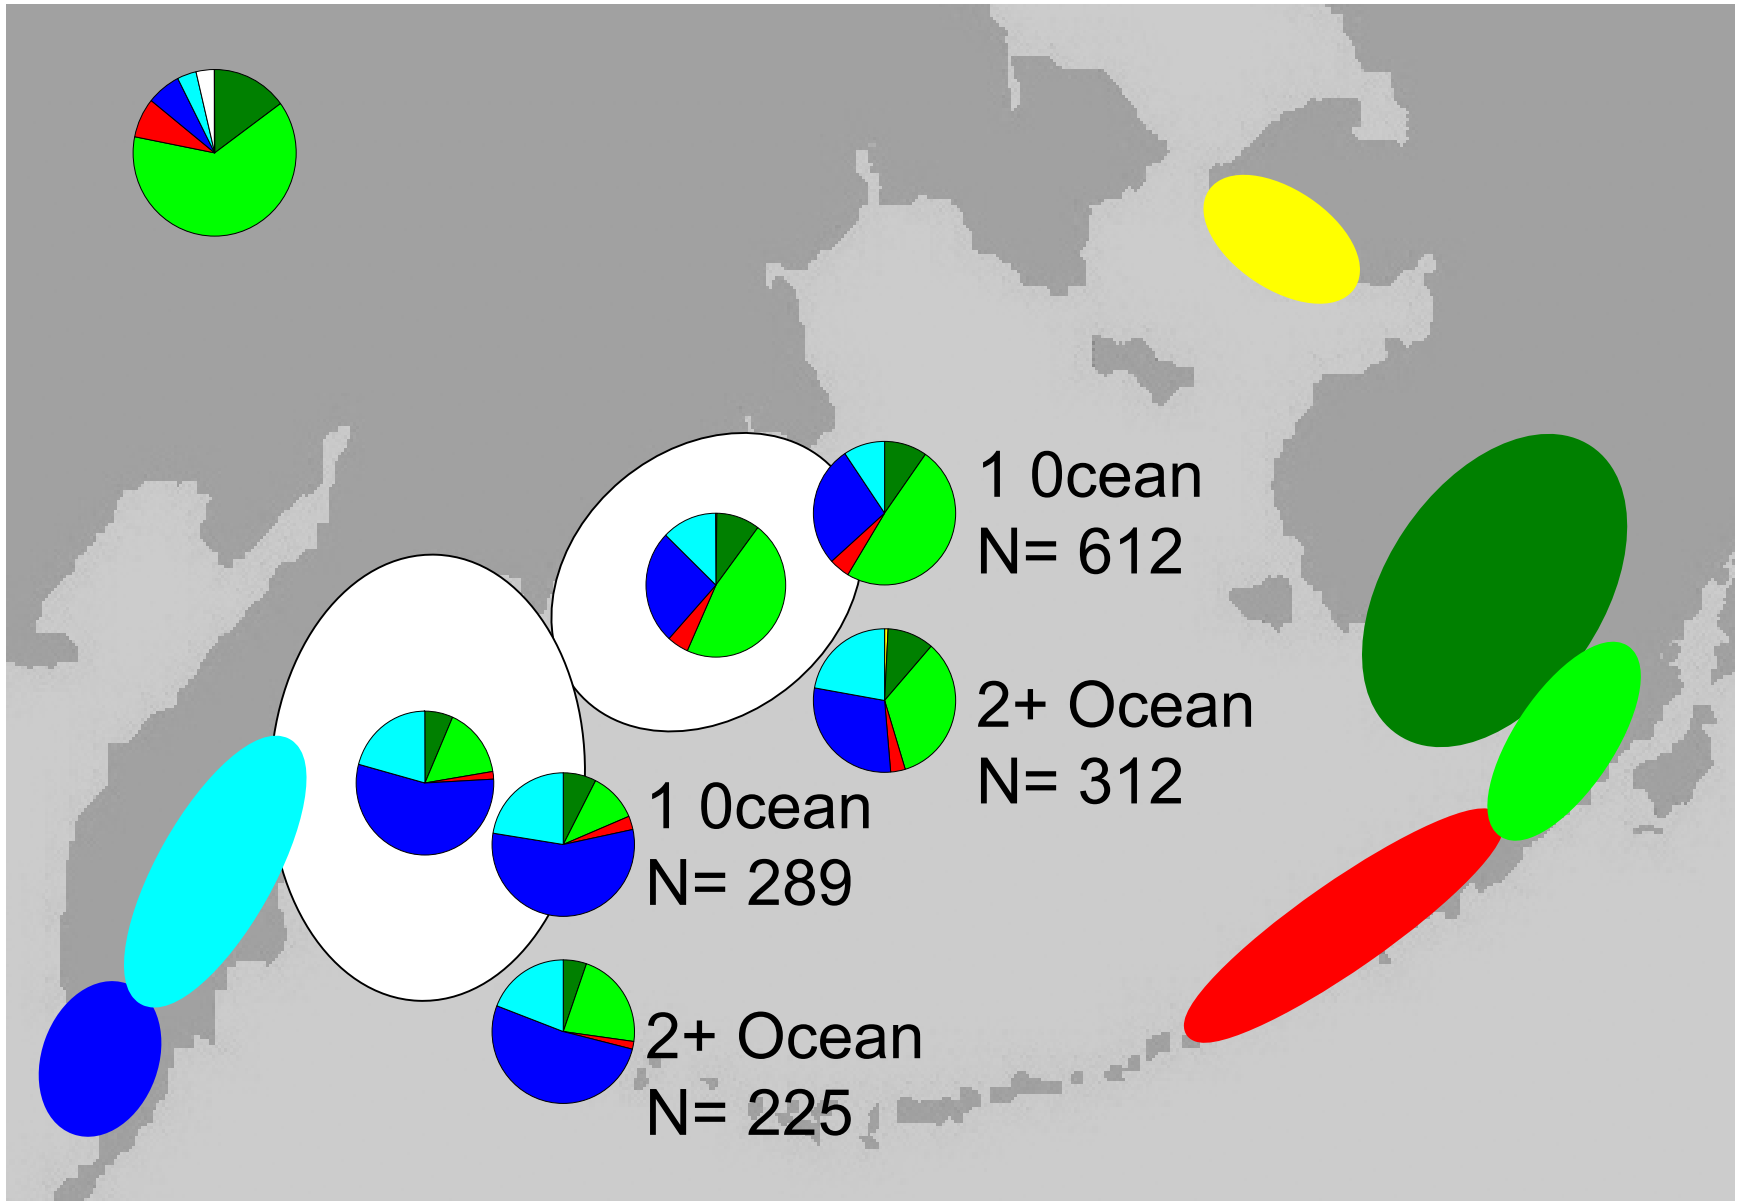 1 0cean
N= 612
2+ Ocean
N= 312
1 0cean
N= 289
2+ Ocean
N= 225